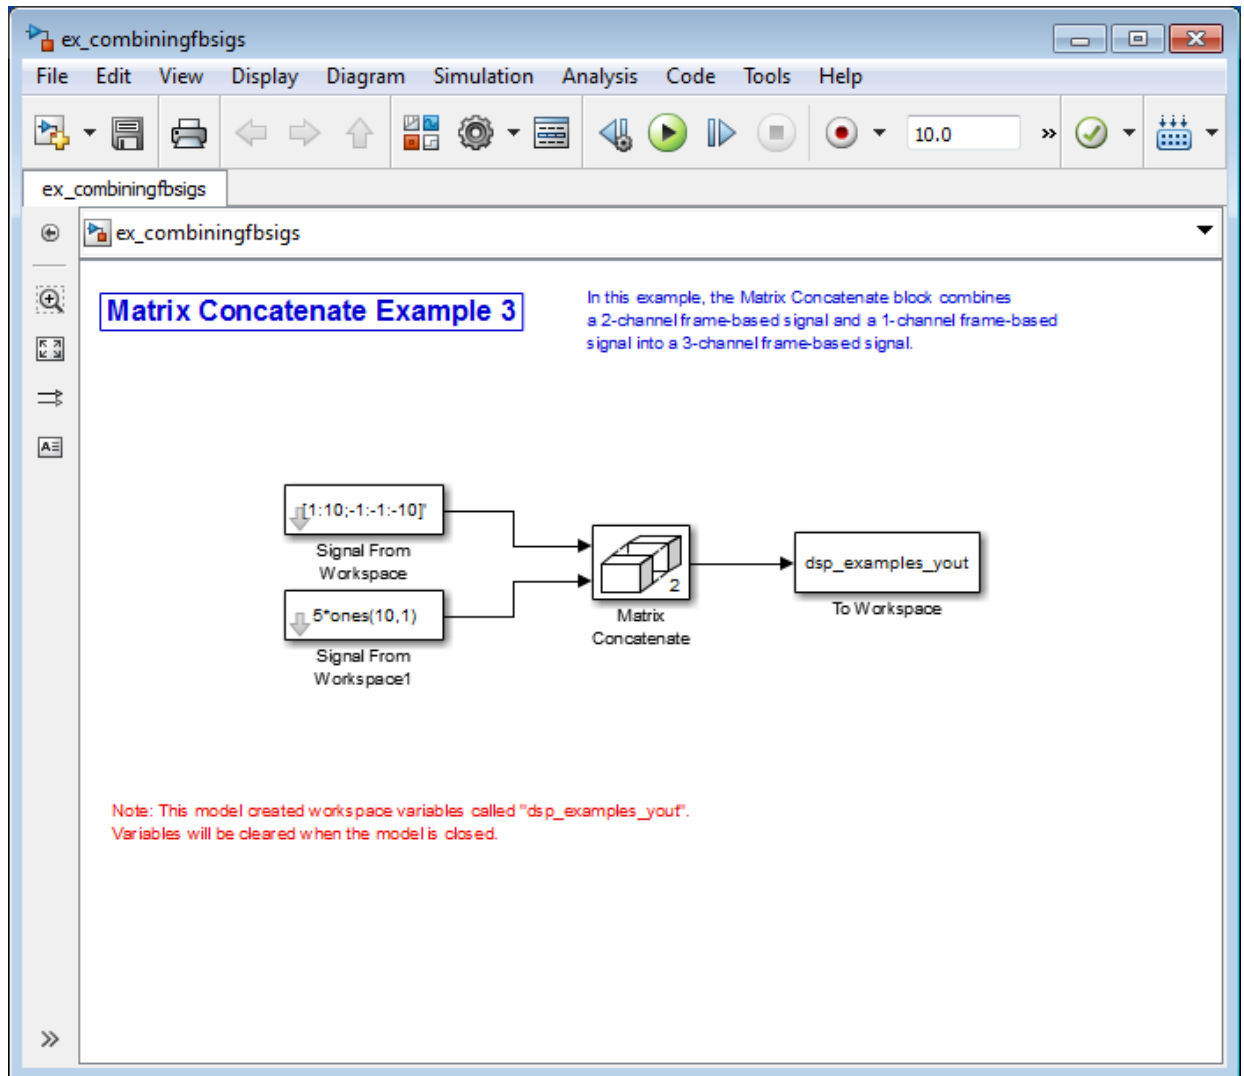 ex_combiningfbsigs
File Edit View Display Diagram Simulation Analysis Code Tools Help
10.0 »
ex_combiningfbsigs
ex_combiningfbsigs
Matrix Concatenate Example 3
In this example, the Matrix Concatenate block combines
a 2-channel frame-based signal and a 1-channel frame-based
signal into a 3-channel frame-based signal.
[1:10;-1:-1:-10]'
Signal From
Workspace
5*ones(10,1)
Signal From
Workspace1
2
Matrix
Concatenate
dsp_examples_yout
To Workspace
Note: This model created workspace variables called "dsp_examples_yout".
Variables will be cleared when the model is closed.